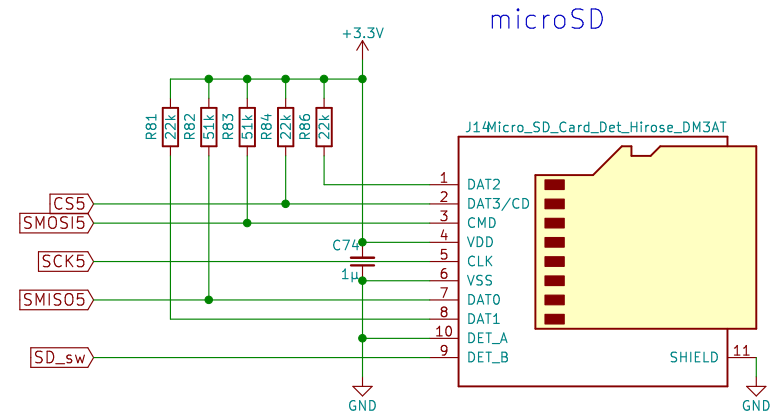 microSD
+3.3V
R81 22k R82 51k R83 51k R84 22k R86 22k
J14 Micro_SD_Card_Det_Hirose_DM3AT
1 DAT2
CS5 2 DAT3/CD
SMOSI5 3 CMD
C74 4 VDD
SCK5 5 CLK
1µ 6 VSS
SMISO5 7 DAT0
8 DAT1
10 DET_A
SD_sw 9 DET_B SHIELD 11
GND GND